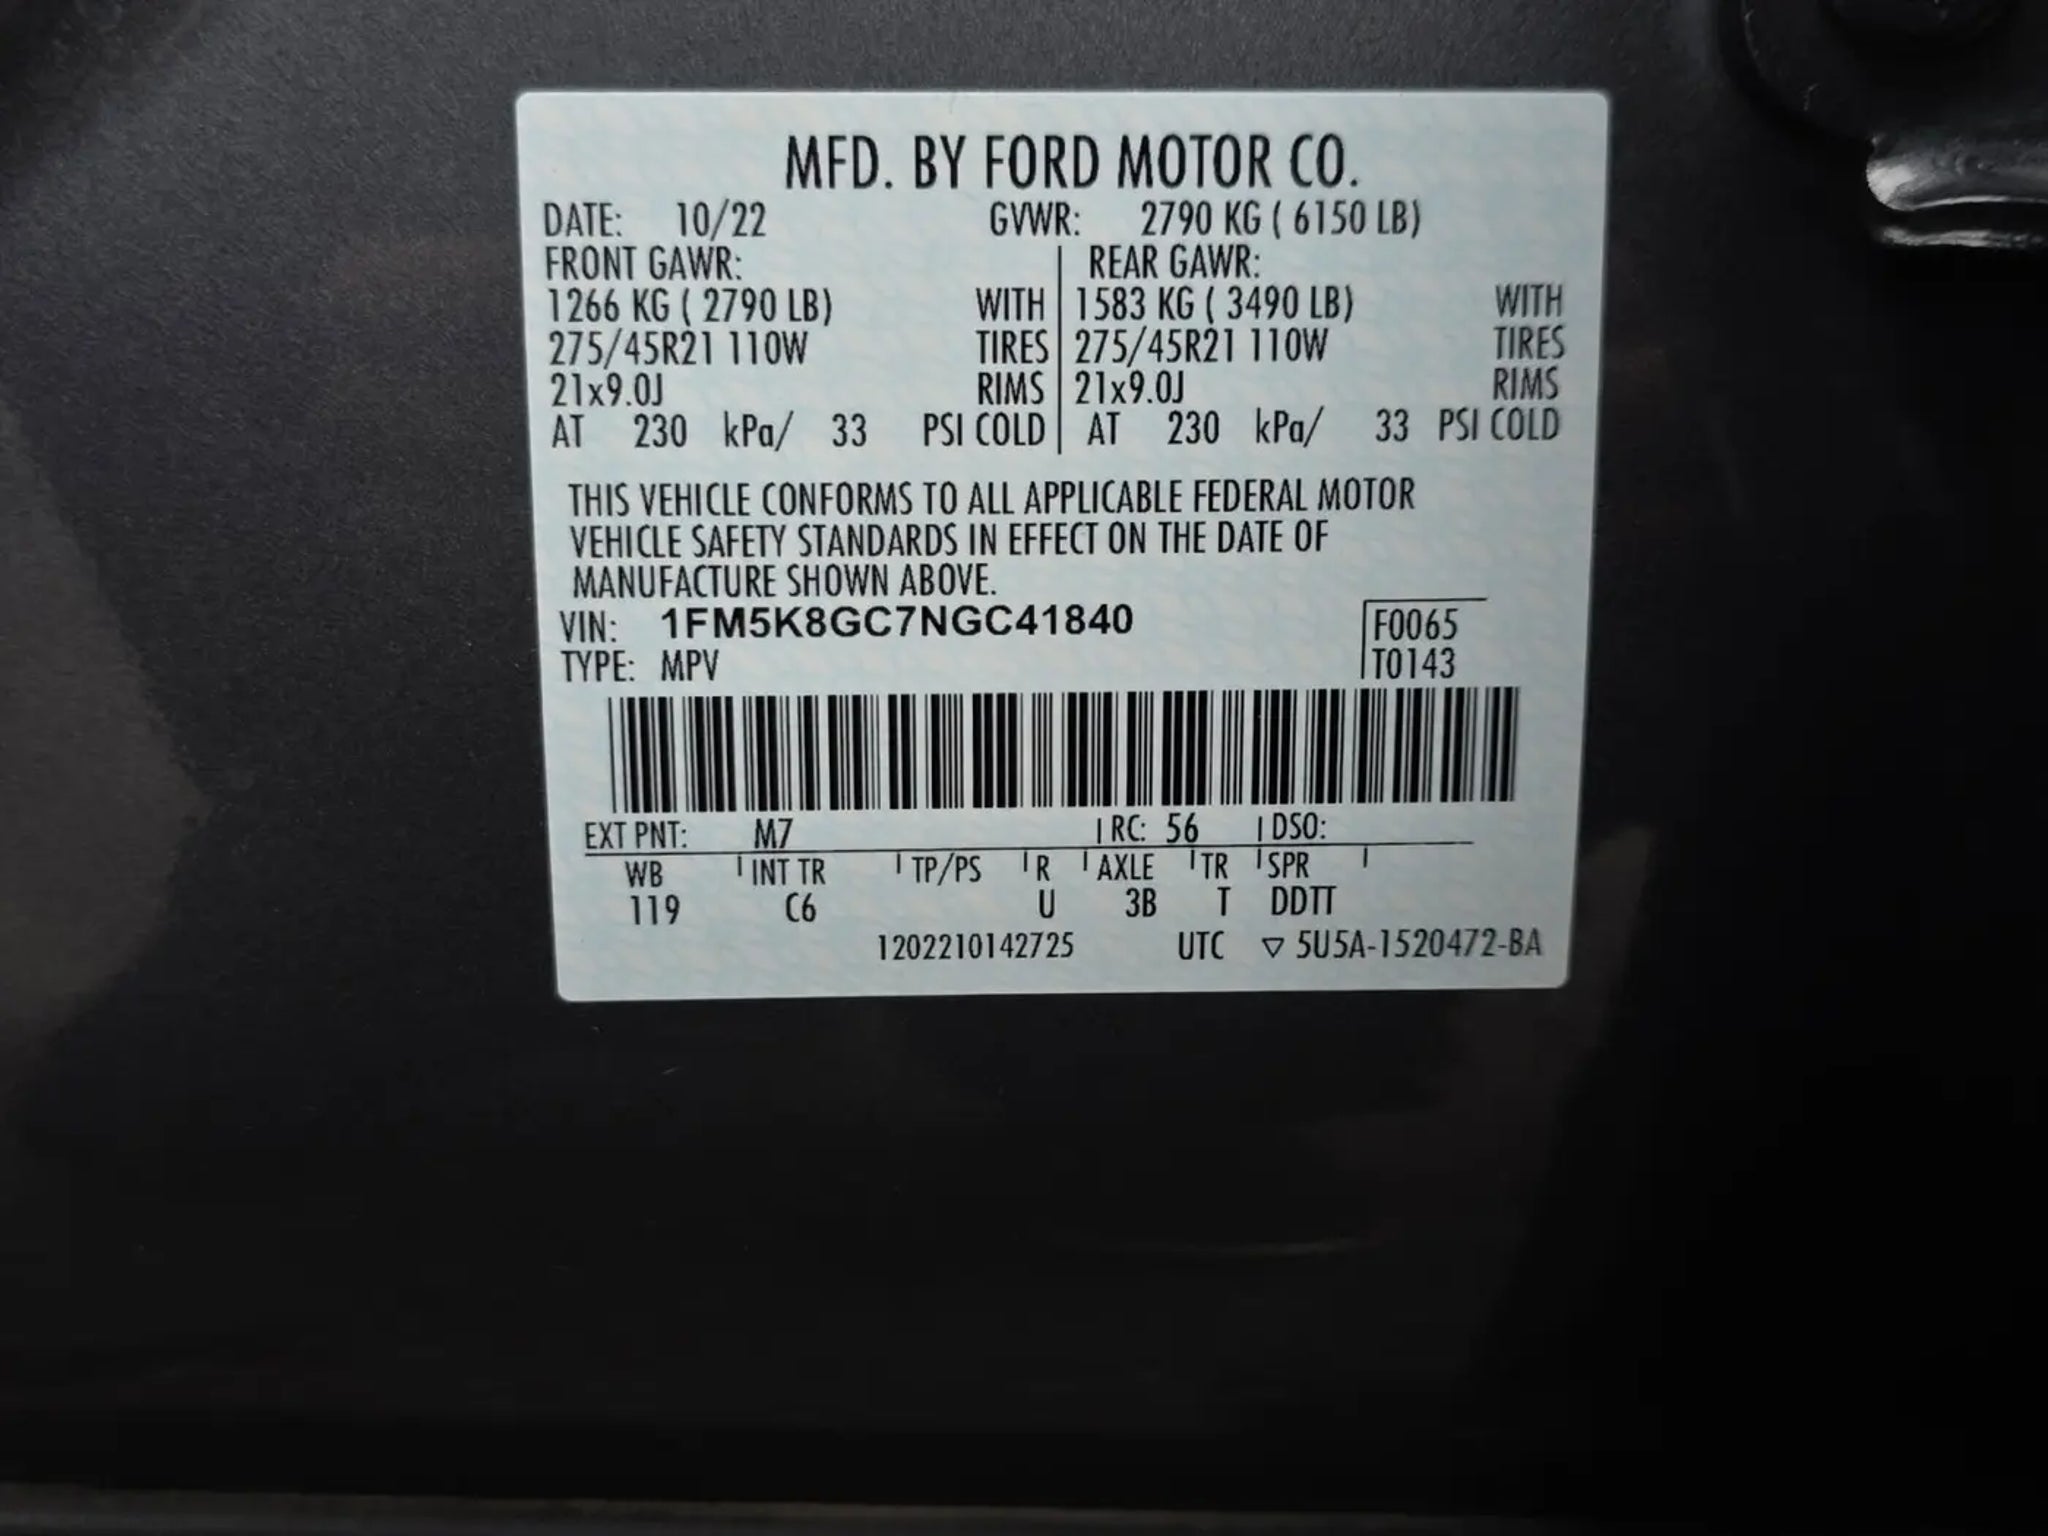 MFD. BY FORD MOTOR CO.
DATE: 10/22 GVWR: 2790 KG ( 6150 LB)
FRONT GAWR: REAR GAWR:
1266 KG ( 2790 LB) WITH 1583 KG ( 3490 LB) WITH
275/45R21 110W TIRES 275/45R21 110W TIRES
21x9.0J RIMS 21x9.0J RIMS
AT 230 kPa/ 33 PSI COLD AT 230 kPa/ 33 PSI COLD
THIS VEHICLE CONFORMS TO ALL APPLICABLE FEDERAL MOTOR
VEHICLE SAFETY STANDARDS IN EFFECT ON THE DATE OF
MANUFACTURE SHOWN ABOVE.
VIN: 1FM5K8GC7NGC41840 F0065
TYPE: MPV T0143
EXT PNT: M7 RC: 56 DSO:
WB INT TR TP/PS R AXLE TR SPR
119 C6 U 3B T DDTT
1202210142725 UTC ▽ 5U5A-1520472-BA